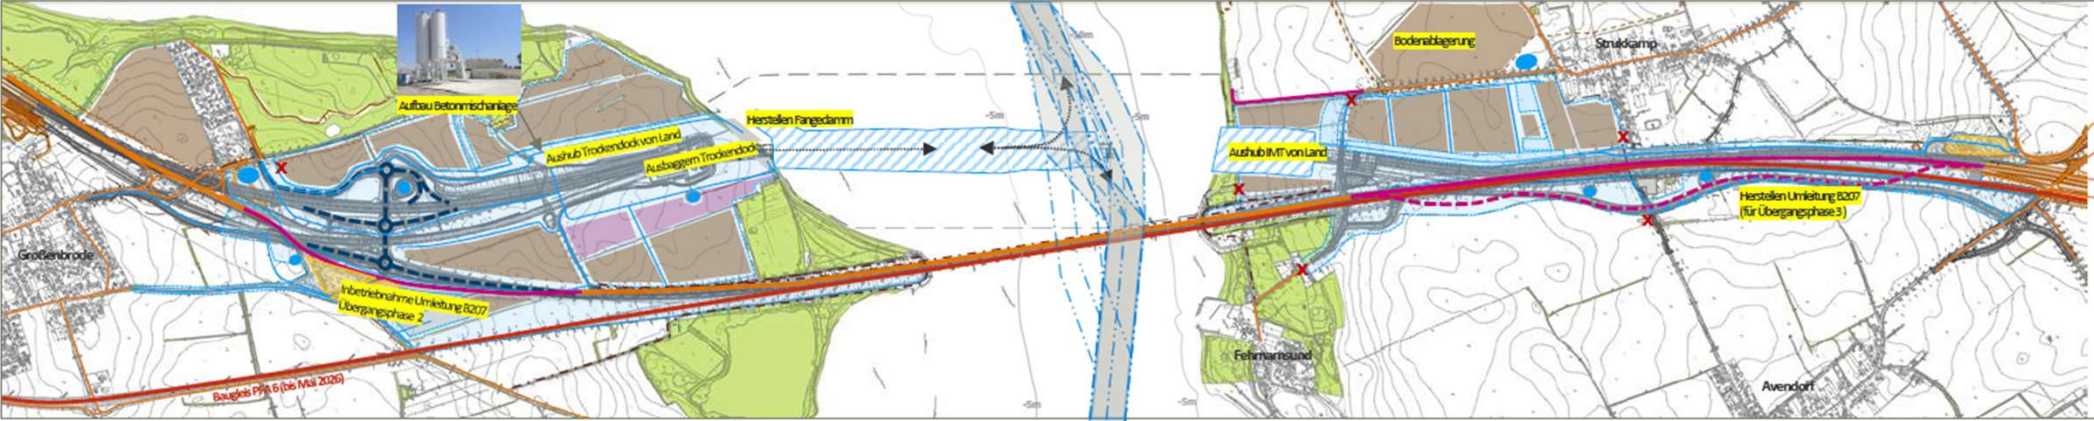 Aufbau Betonmischanlage
Herstellen Fangedamm
Aushub Trockendock von Land
Ausbaggern Trockendock
Großenbrode
Inbetriebnahme Umleitung B207
Übergangsphase 2
Baugleis PFA 6 (bis Mai 2026)
-10m
-5m
-5m
-5m
-5m
Bodenablagerung
Strukkamp
Aushub IMT von Land
Herstellen Umleitung B207
(für Übergangsphase 3)
Fehmarnsund
Avendorf